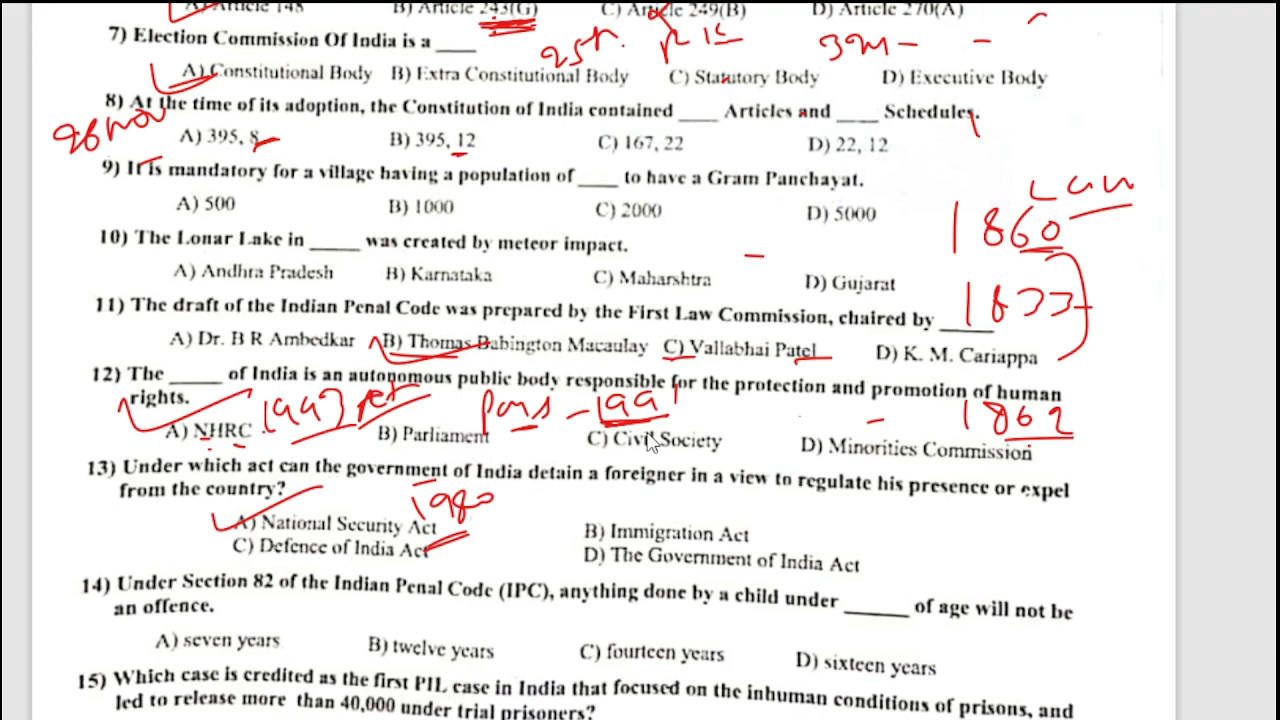 A) Article 148 B) Article 243(G) C) Article 249(B) D) Article 270(A)
7) Election Commission Of India is a ____
25th. 324 -
A) Constitutional Body B) Extra Constitutional Body C) Statutory Body D) Executive Body
8) At the time of its adoption, the Constitution of India contained ____ Articles and ____ Schedules.
26 nov
A) 395, 8 B) 395, 12 C) 167, 22 D) 22, 12
9) It is mandatory for a village having a population of ____ to have a Gram Panchayat.
Law
A) 500 B) 1000 C) 2000 D) 5000
1860
10) The Lonar Lake in _____ was created by meteor impact.
A) Andhra Pradesh B) Karnataka C) Maharshtra D) Gujarat
1833
11) The draft of the Indian Penal Code was prepared by the First Law Commission, chaired by _____
A) Dr. B R Ambedkar B) Thomas Babington Macaulay C) Vallabhai Patel D) K. M. Cariappa
12) The _____ of India is an autonomous public body responsible for the protection and promotion of human
rights.
1993 Paris - 1991 1862
A) NHRC B) Parliament C) Civil Society D) Minorities Commission
13) Under which act can the government of India detain a foreigner in a view to regulate his presence or expel
from the country?
1980
A) National Security Act B) Immigration Act
C) Defence of India Act D) The Government of India Act
14) Under Section 82 of the Indian Penal Code (IPC), anything done by a child under ______ of age will not be
an offence.
A) seven years B) twelve years C) fourteen years D) sixteen years
15) Which case is credited as the first PIL case in India that focused on the inhuman conditions of prisons, and
led to release more than 40,000 under trial prisoners?